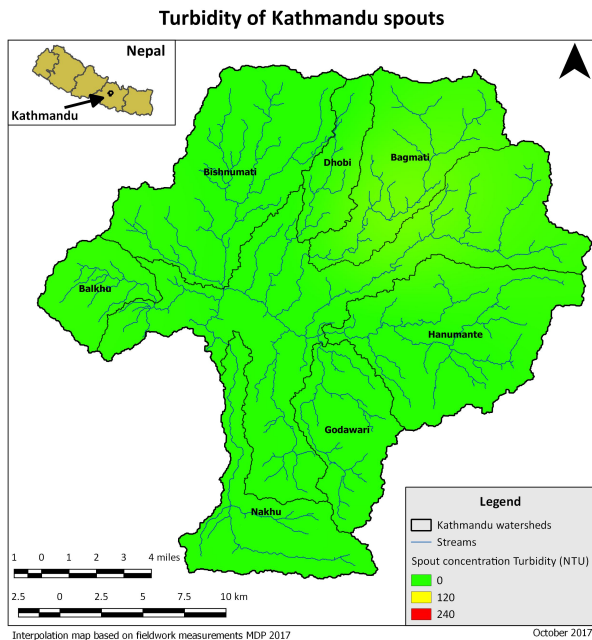 Turbidity of Kathmandu spouts
Nepal
Kathmandu
Bishnumati
Dhobi
Bagmati
Balkhu
Hanumante
Godawari
Nakhu
1 0 1 2 3 4 miles
2.5 0 2.5 5 7.5 10 km
Legend
Kathmandu watersheds
Streams
Spout concentration Turbidity (NTU)
0
120
240
Interpolation map based on fieldwork measurements MDP 2017
October 2017